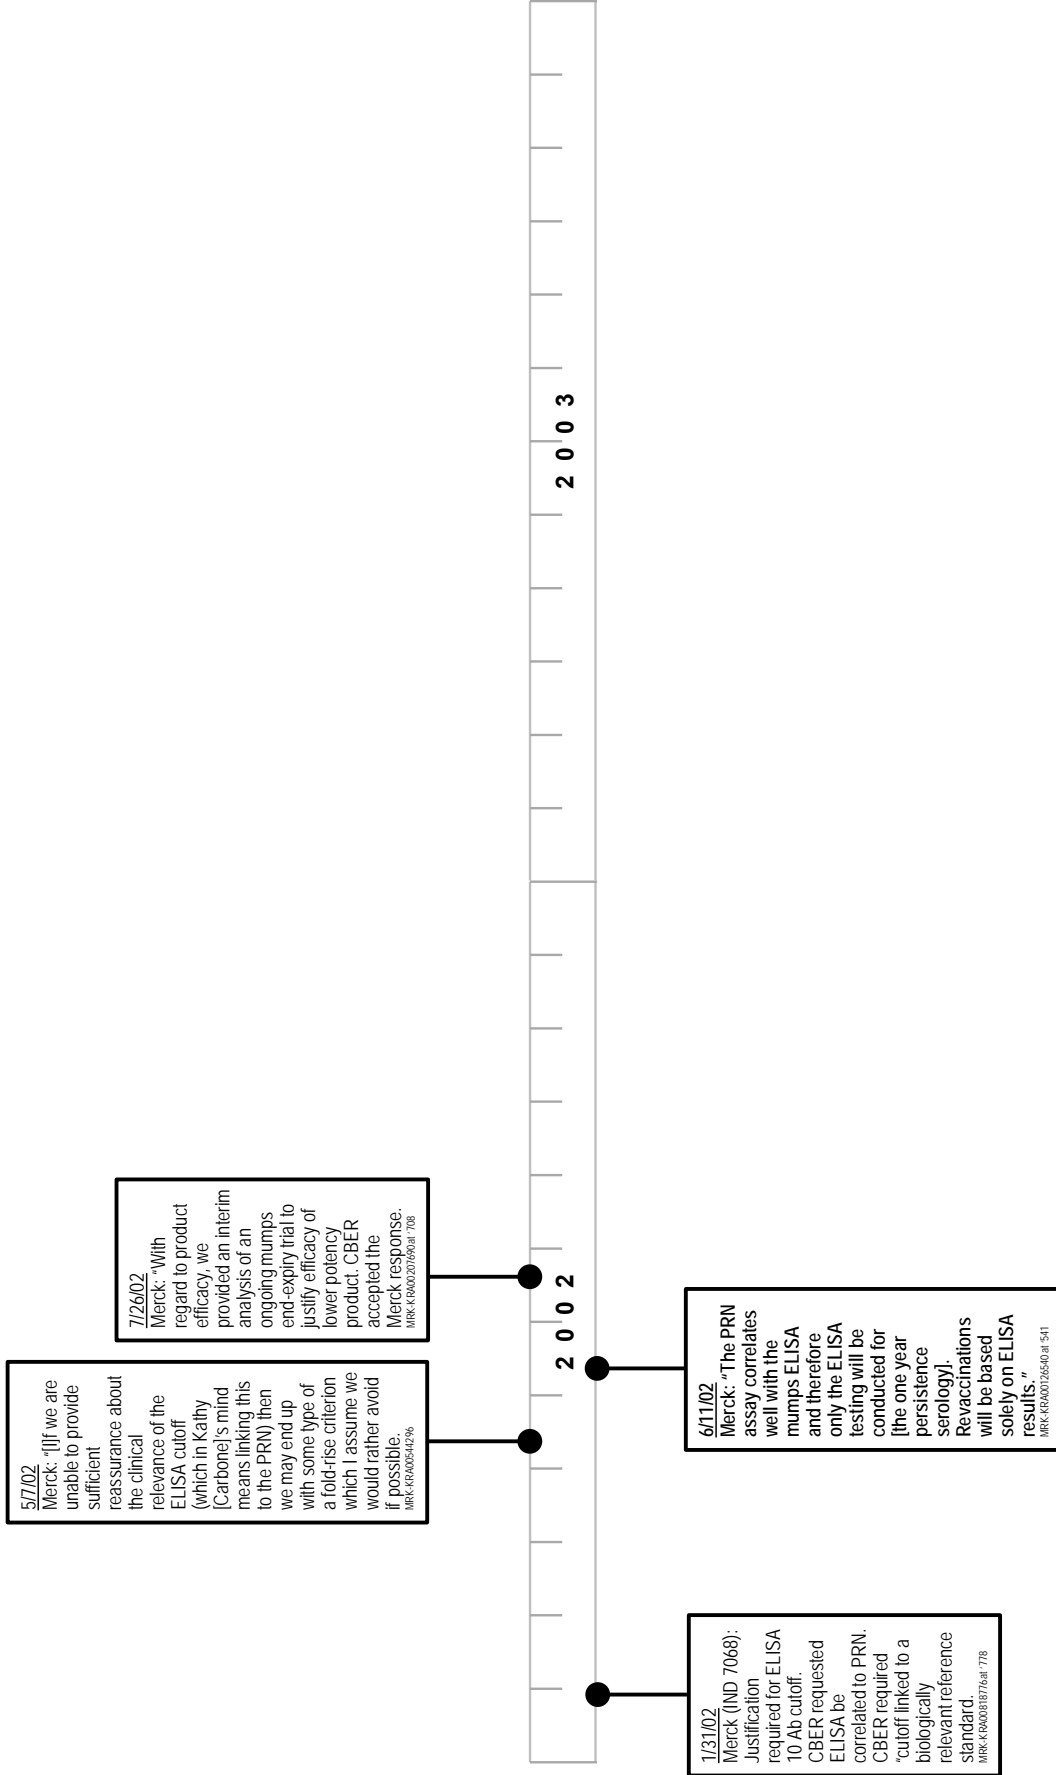 5/7/02
Merck: “[I]f we are
unable to provide
sufficient
reassurance about
the clinical
relevance of the
ELISA cutoff
(which in Kathy
[Carbone]’s mind
means linking this
to the PRN) then
we may end up
with some type of
a fold-rise criterion
which I assume we
would rather avoid
if possible.
MRK-KRA00544296
7/26/02
Merck: “With
regard to product
efficacy, we
provided an interim
analysis of an
ongoing mumps
end-expiry trial to
justify efficacy of
lower potency
product. CBER
accepted the
Merck response.
MRK-KRA00207690 at ’708
2002
2003
1/31/02
Merck (IND 7068):
Justification
required for ELISA
10 Ab cutoff.
CBER requested
ELISA be
correlated to PRN.
CBER required
“cutoff linked to a
biologically
relevant reference
standard.
MRK-KRA00818776 at ’778
6/11/02
Merck: “The PRN
assay correlates
well with the
mumps ELISA
and therefore
only the ELISA
testing will be
conducted for
[the one year
persistence
serology].
Revaccinations
will be based
solely on ELISA
results.”
MRK-KRA00126540 at ’541